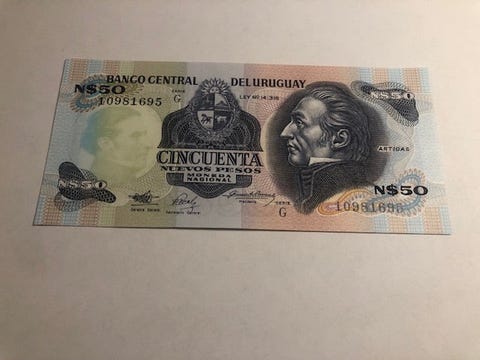 BANCO CENTRAL DEL URUGUAY
N$50 SERIE G LEY Nº 14.316 N$50
10981695
ARTIGAS
CINCUENTA
NUEVOS PESOS
MONEDA
NACIONAL
N$50 N$50
SERIE G 10981695